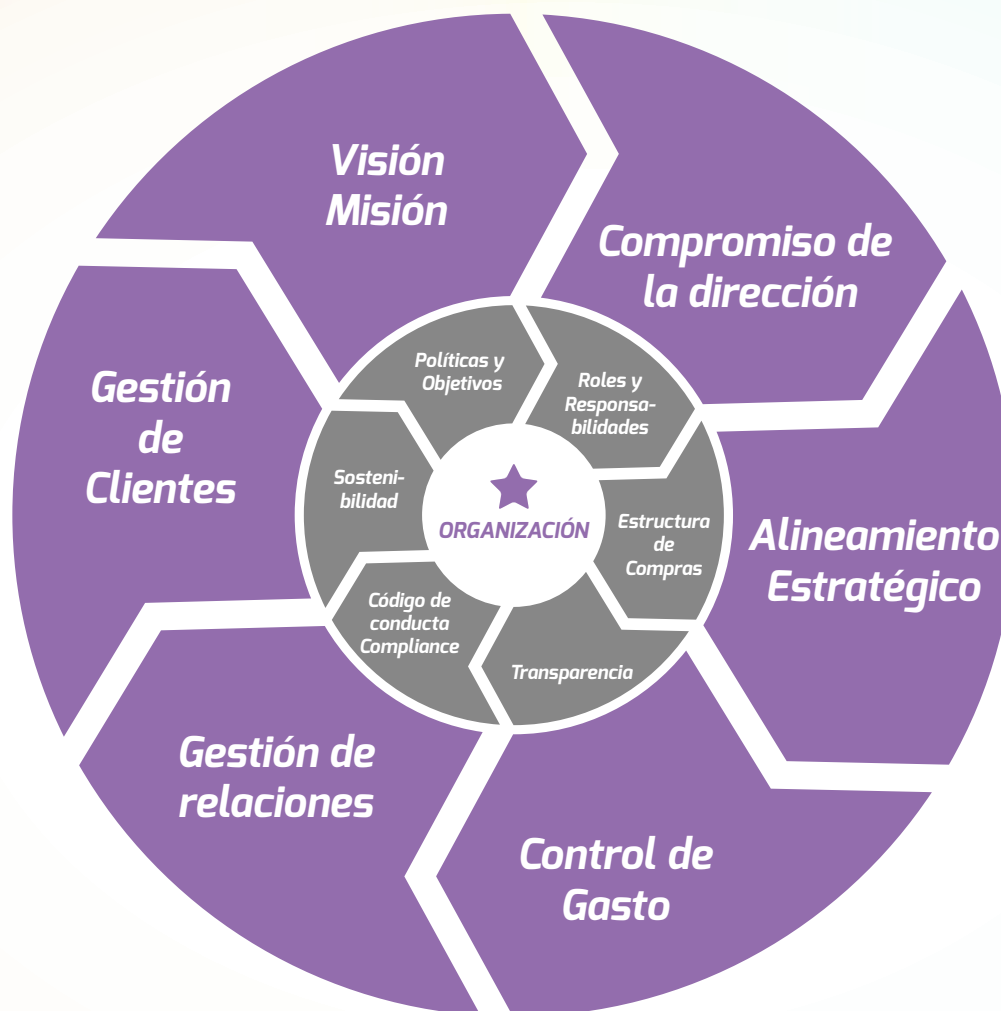 Visión
Misión
Compromiso de
la dirección
Alineamiento
Estratégico
Control de
Gasto
Gestión de
relaciones
Gestión
de
Clientes
Políticas y
Objetivos
Roles y
Responsa-
bilidades
Estructura
de
Compras
Transparencia
Código de
conducta
Compliance
Sosteni-
bilidad
ORGANIZACIÓN